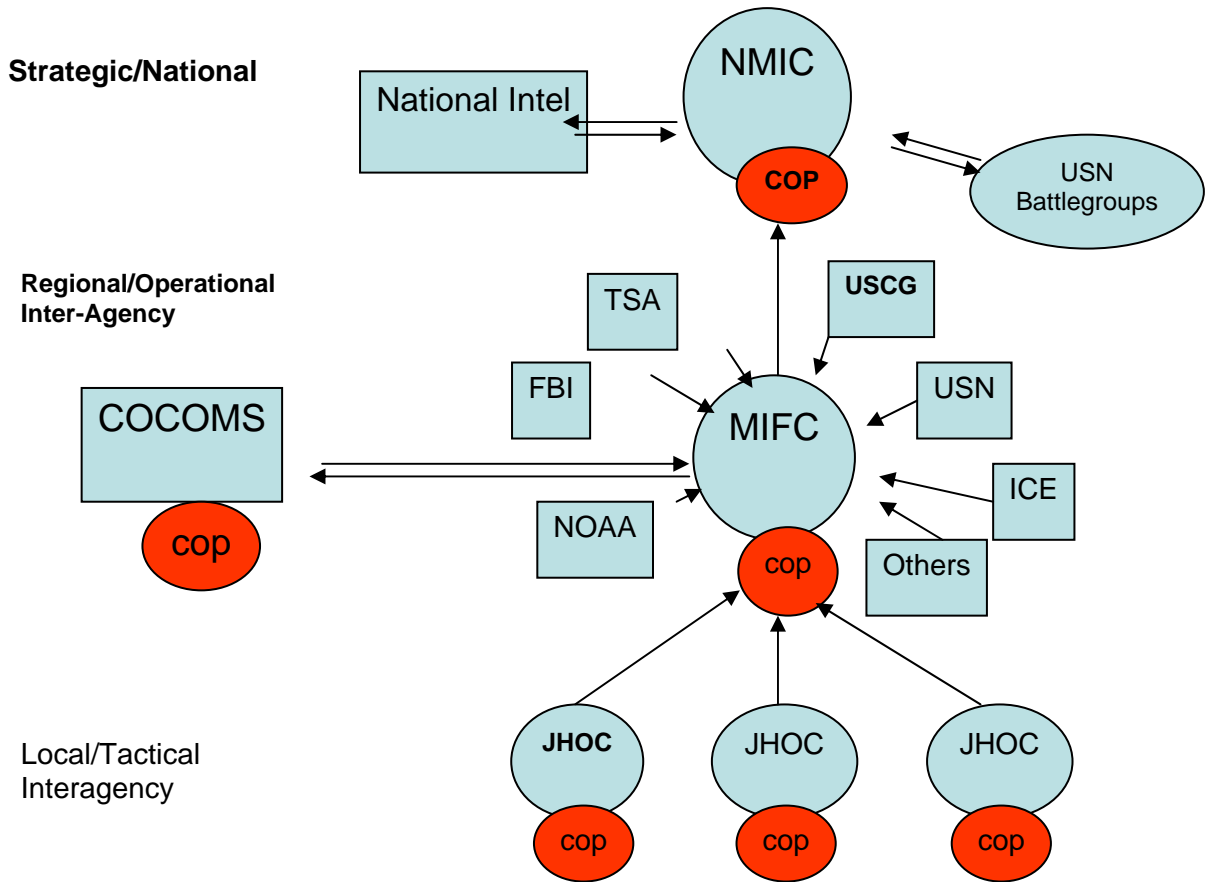 NMIC
Strategic/National
National Intel
COP
USN
Battlegroups
Regional/Operational
Inter-Agency
TSA
USCG
FBI
USN
COCOMS
MIFC
ICE
NOAA
cop
cop
Others
JHOC
JHOC
JHOC
Local/Tactical
Interagency
cop
cop
cop